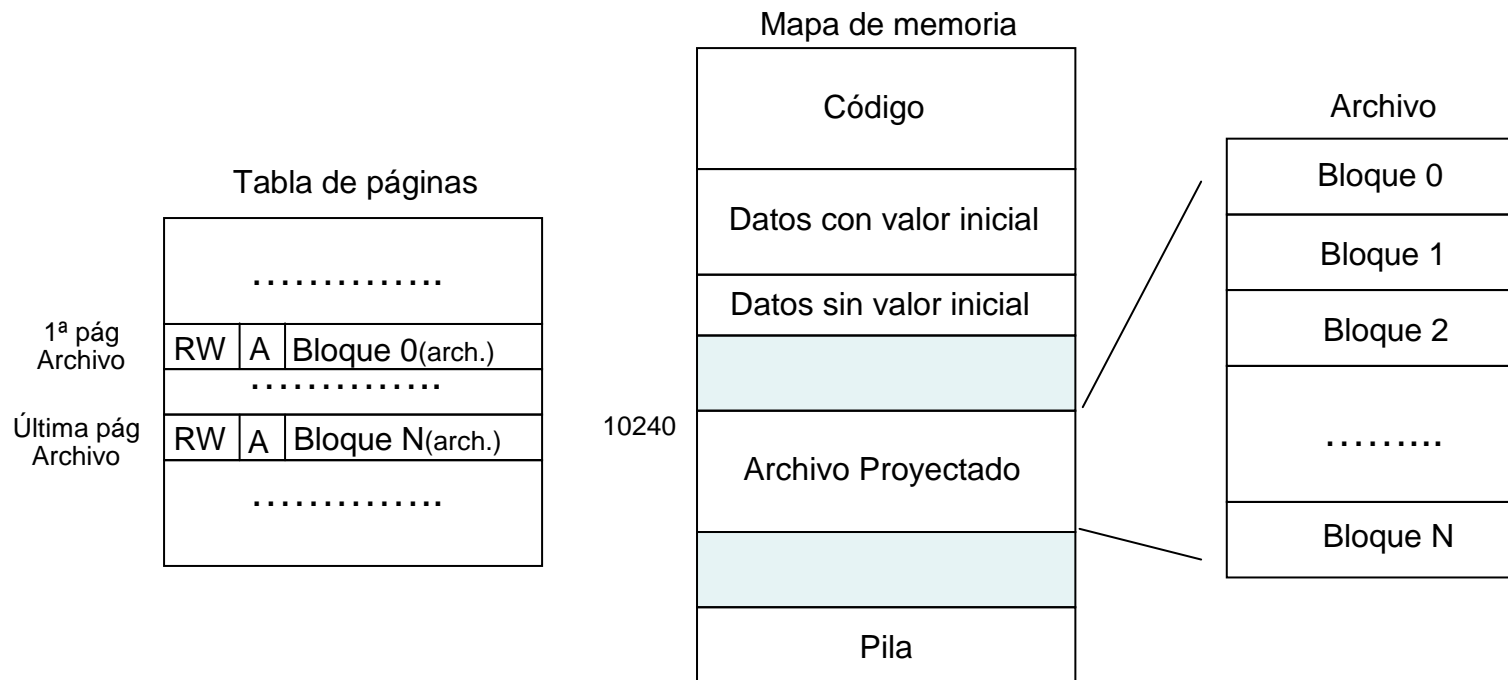 Mapa de memoria
Código
Datos con valor inicial
Datos sin valor inicial
10240
Archivo Proyectado
Pila
Tabla de páginas
..............
1ª pág
Archivo
RW A Bloque 0(arch.)
..............
Última pág
Archivo
RW A Bloque N(arch.)
..............
Archivo
Bloque 0
Bloque 1
Bloque 2
.........
Bloque N